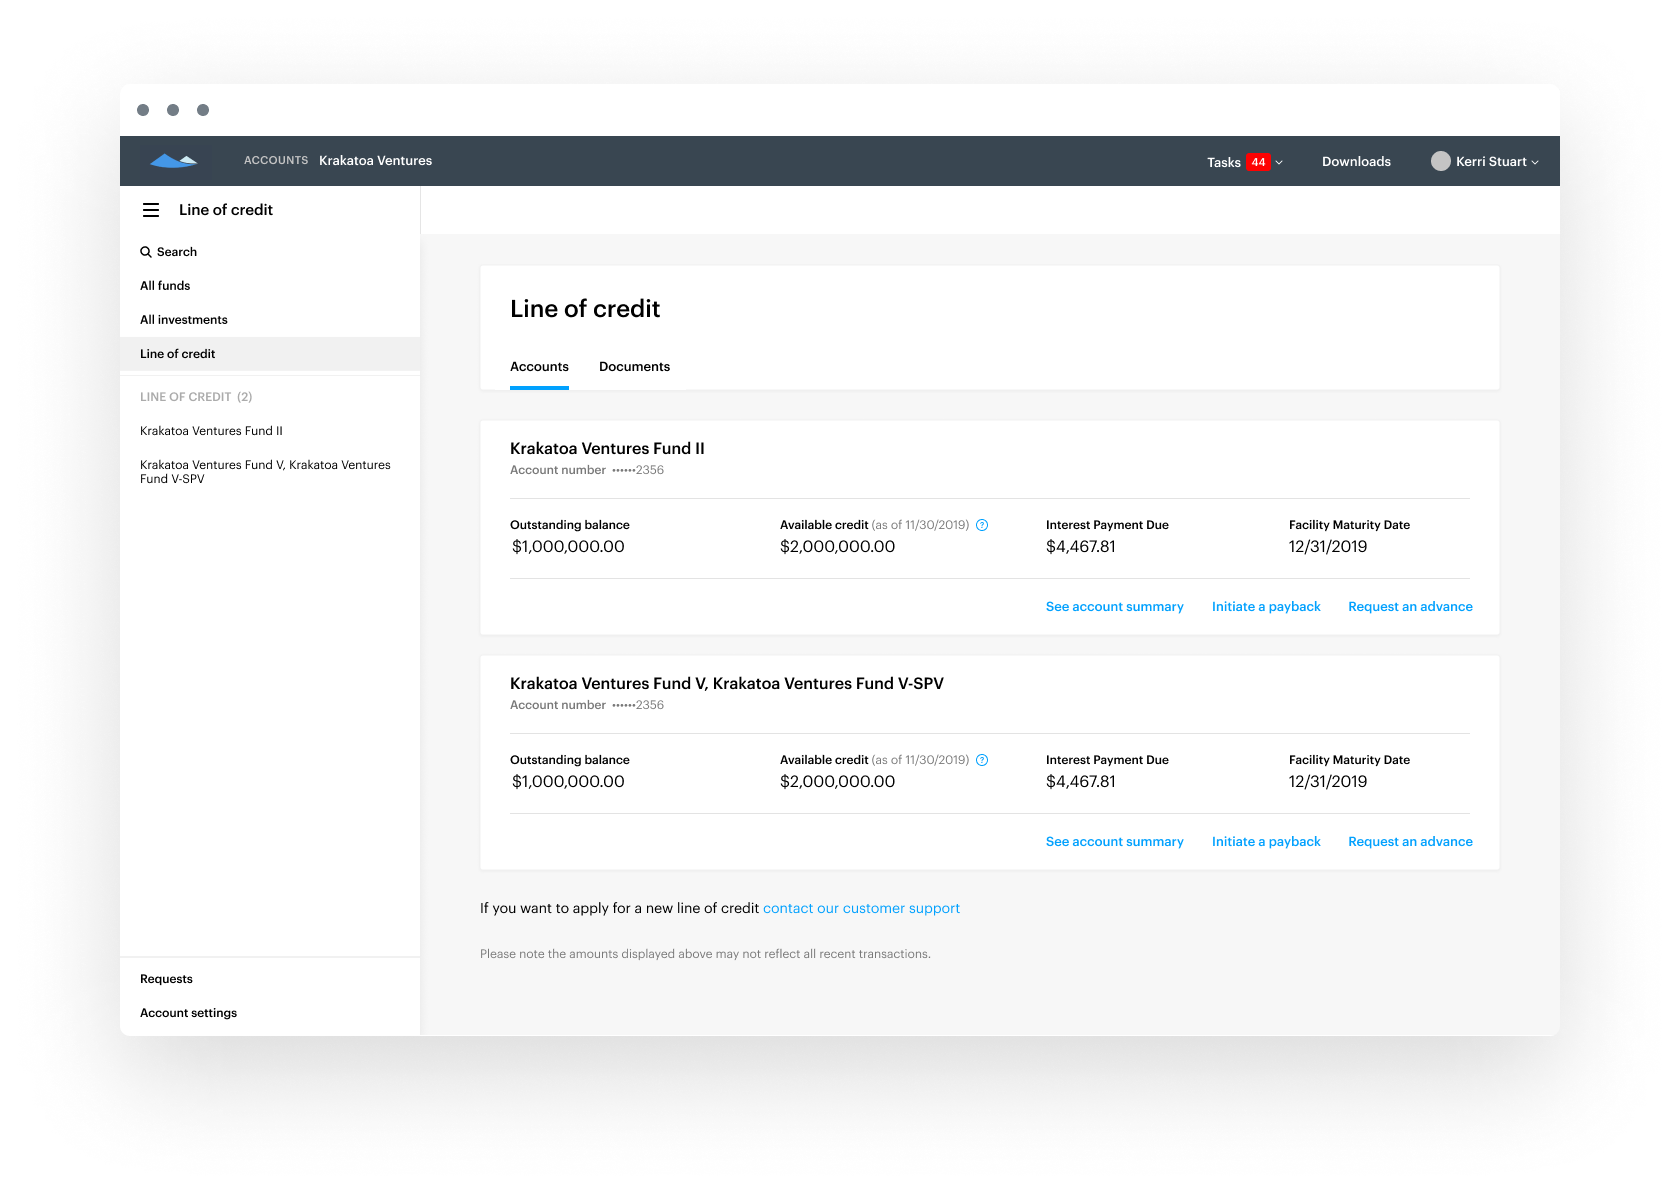 ACCOUNTS Krakatoa Ventures Tasks 44 Downloads Kerri Stuart
Line of credit
Search
All funds
All investments
Line of credit
LINE OF CREDIT (2)
Krakatoa Ventures Fund II
Krakatoa Ventures Fund V, Krakatoa Ventures
Fund V-SPV
Requests
Account settings
Line of credit
Accounts Documents
Krakatoa Ventures Fund II
Account number ••••••2356
Outstanding balance Available credit (as of 11/30/2019) ? Interest Payment Due Facility Maturity Date
$1,000,000.00 $2,000,000.00 $4,467.81 12/31/2019
See account summary Initiate a payback Request an advance
Krakatoa Ventures Fund V, Krakatoa Ventures Fund V-SPV
Account number ••••••2356
Outstanding balance Available credit (as of 11/30/2019) ? Interest Payment Due Facility Maturity Date
$1,000,000.00 $2,000,000.00 $4,467.81 12/31/2019
See account summary Initiate a payback Request an advance
If you want to apply for a new line of credit contact our customer support
Please note the amounts displayed above may not reflect all recent transactions.